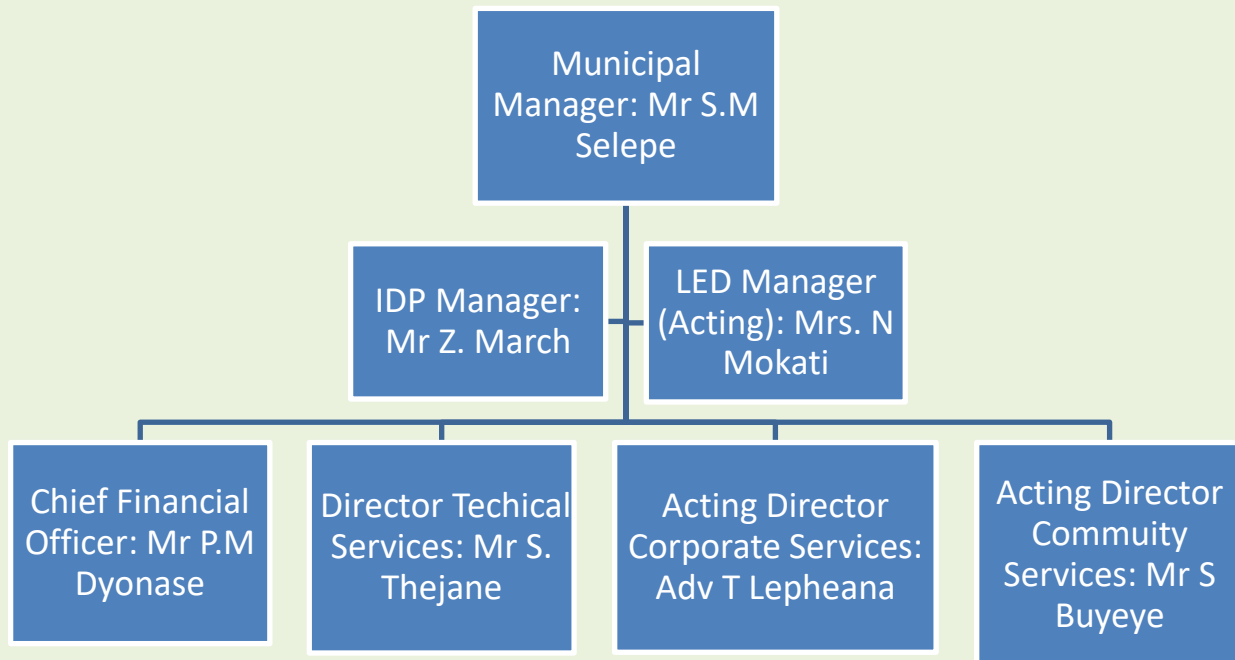 Municipal
Manager: Mr S.M
Selepe
IDP Manager:
Mr Z. March
LED Manager
(Acting): Mrs. N
Mokati
Chief Financial
Officer: Mr P.M
Dyonase
Director Techical
Services: Mr S.
Thejane
Acting Director
Corporate Services:
Adv T Lepheana
Acting Director
Commuity
Services: Mr S
Buyeye